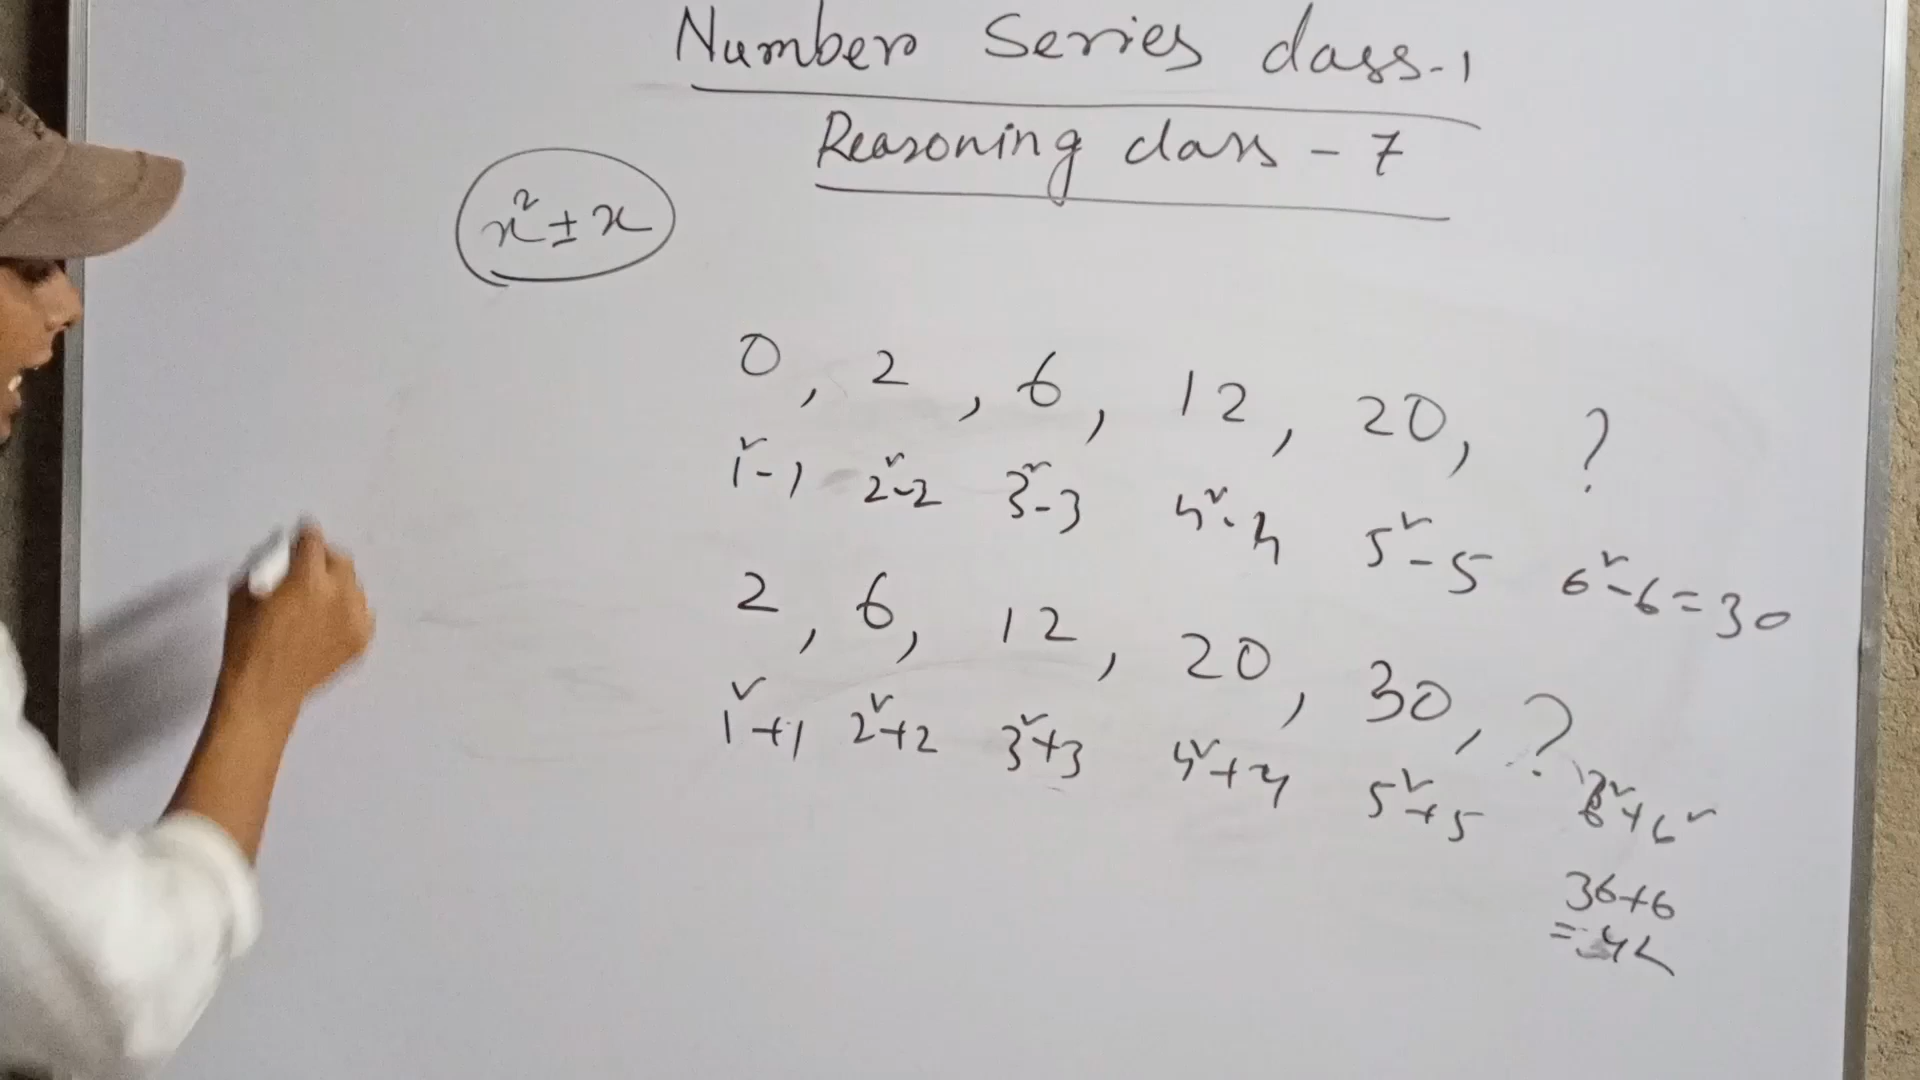 Number Series class-1
Reasoning class - 7
x² ± x
0, 2, 6, 12, 20, ?
1²-1 2²-2 3²-3 4²-4 5²-5 6²-6=30
2, 6, 12, 20, 30, ?
1²+1 2²+2 3²+3 4²+4 5²+5 6²+6²
36+6
=42